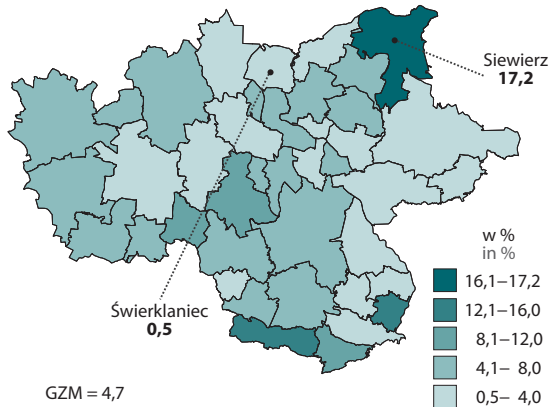 Siewierz
17,2
Świerklaniec
0,5
GZM = 4,7
w %
in %
16,1–17,2
12,1–16,0
8,1–12,0
4,1– 8,0
0,5– 4,0